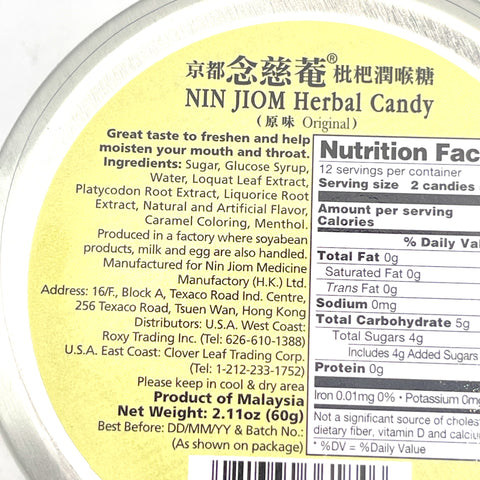 京都念慈菴®枇杷潤喉糖
NIN JIOM Herbal Candy
(原味 Original)
Great taste to freshen and help
moisten your mouth and throat.
Ingredients: Sugar, Glucose Syrup,
Water, Loquat Leaf Extract,
Platycodon Root Extract, Liquorice Root
Extract, Natural and Artificial Flavor,
Caramel Coloring, Menthol.
Produced in a factory where soyabean
products, milk and egg are also handled.
Manufactured for Nin Jiom Medicine
Manufactory (H.K.) Ltd.
Address: 16/F., Block A, Texaco Road Ind. Centre,
256 Texaco Road, Tsuen Wan, Hong Kong
Distributors: U.S.A. West Coast:
Roxy Trading Inc. (Tel: 626-610-1388)
U.S.A. East Coast: Clover Leaf Trading Corp.
(Tel: 1-212-233-1752)
Please keep in cool & dry area
Product of Malaysia
Net Weight: 2.11oz (60g)
Best Before: DD/MM/YY & Batch No.:
(As shown on package)
Nutrition Fac
12 servings per container
Serving size 2 candies
Amount per serving
Calories
% Daily Val
Total Fat 0g
Saturated Fat 0g
Trans Fat 0g
Sodium 0mg
Total Carbohydrate 5g
Total Sugars 4g
Includes 4g Added Sugars
Protein 0g
Iron 0.01mg 0% • Potassium 0mg
Not a significant source of choles
dietary fiber, vitamin D and calciu
*%DV = %Daily Value